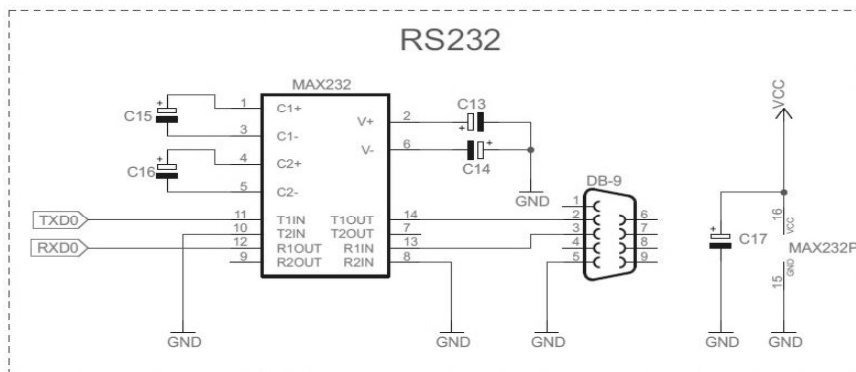 RS232
MAX232
C15
C16
1 C1+
3 C1-
4 C2+
5 C2-
V+ 2
V- 6
C13
C14
GND
TXD0
RXD0
11 T1IN
10 T2IN
12 R1OUT
9 R2OUT
T1OUT 14
T2OUT 7
R1IN 13
R2IN 8
GND
GND
DB-9
1
2
3
4
5
6
7
8
9
GND
VCC
C17
16
VCC
MAX232P
GND
15
GND
GND